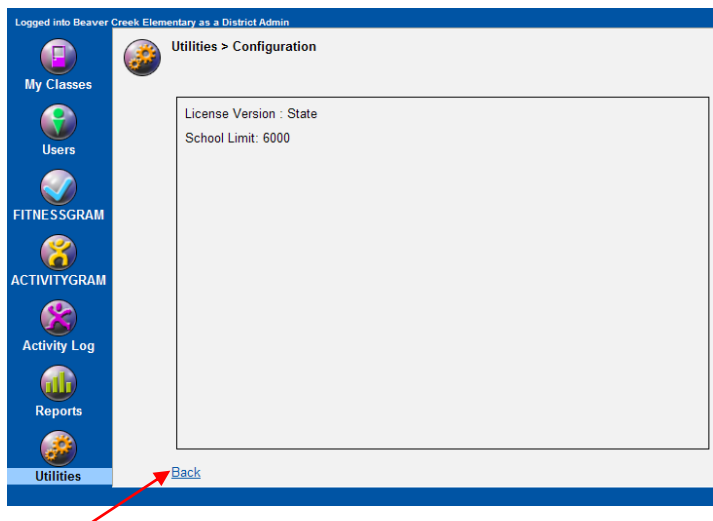 Logged into Beaver Creek Elementary as a District Admin
Utilities > Configuration
My Classes
Users
FITNESSGRAM
ACTIVITYGRAM
Activity Log
Reports
Utilities
License Version : State
School Limit: 6000
Back